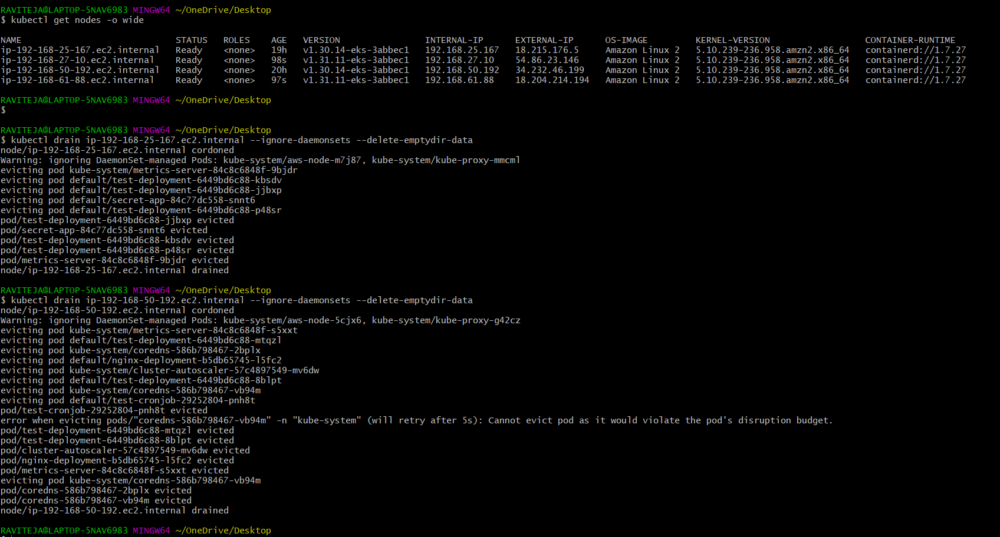 RAVITEJA@LAPTOP-5NAV6983 MINGW64 ~/OneDrive/Desktop
$ kubectl get nodes -o wide
NAME STATUS ROLES AGE VERSION INTERNAL-IP EXTERNAL-IP OS-IMAGE KERNEL-VERSION CONTAINER-RUNTIME
ip-192-168-25-167.ec2.internal Ready <none> 19h v1.30.14-eks-3abbec1 192.168.25.167 18.215.176.5 Amazon Linux 2 5.10.239-236.958.amzn2.x86_64 containerd://1.7.27
ip-192-168-27-10.ec2.internal Ready <none> 98s v1.31.11-eks-3abbec1 192.168.27.10 54.86.23.146 Amazon Linux 2 5.10.239-236.958.amzn2.x86_64 containerd://1.7.27
ip-192-168-50-192.ec2.internal Ready <none> 20h v1.30.14-eks-3abbec1 192.168.50.192 34.232.46.199 Amazon Linux 2 5.10.239-236.958.amzn2.x86_64 containerd://1.7.27
ip-192-168-61-88.ec2.internal Ready <none> 97s v1.31.11-eks-3abbec1 192.168.61.88 18.204.214.194 Amazon Linux 2 5.10.239-236.958.amzn2.x86_64 containerd://1.7.27
RAVITEJA@LAPTOP-5NAV6983 MINGW64 ~/OneDrive/Desktop
$
RAVITEJA@LAPTOP-5NAV6983 MINGW64 ~/OneDrive/Desktop
$ kubectl drain ip-192-168-25-167.ec2.internal --ignore-daemonsets --delete-emptydir-data
node/ip-192-168-25-167.ec2.internal cordoned
Warning: ignoring DaemonSet-managed Pods: kube-system/aws-node-m7j87, kube-system/kube-proxy-mmcml
evicting pod kube-system/metrics-server-84c8c6848f-9bjdr
evicting pod default/test-deployment-6449bd6c88-kbsdv
evicting pod default/test-deployment-6449bd6c88-jjbxp
evicting pod default/secret-app-84c77dc558-snnt6
evicting pod default/test-deployment-6449bd6c88-p48sr
pod/test-deployment-6449bd6c88-jjbxp evicted
pod/secret-app-84c77dc558-snnt6 evicted
pod/test-deployment-6449bd6c88-kbsdv evicted
pod/test-deployment-6449bd6c88-p48sr evicted
pod/metrics-server-84c8c6848f-9bjdr evicted
node/ip-192-168-25-167.ec2.internal drained
RAVITEJA@LAPTOP-5NAV6983 MINGW64 ~/OneDrive/Desktop
$ kubectl drain ip-192-168-50-192.ec2.internal --ignore-daemonsets --delete-emptydir-data
node/ip-192-168-50-192.ec2.internal cordoned
Warning: ignoring DaemonSet-managed Pods: kube-system/aws-node-5cjx6, kube-system/kube-proxy-g42cz
evicting pod kube-system/metrics-server-84c8c6848f-s5xxt
evicting pod default/test-deployment-6449bd6c88-mtqzl
evicting pod kube-system/coredns-586b798467-2bplx
evicting pod default/nginx-deployment-b5db65745-l5fc2
evicting pod kube-system/cluster-autoscaler-57c4897549-mv6dw
evicting pod default/test-deployment-6449bd6c88-8blpt
evicting pod kube-system/coredns-586b798467-vb94m
evicting pod default/test-cronjob-29252804-pnh8t
pod/test-cronjob-29252804-pnh8t evicted
error when evicting pods/"coredns-586b798467-vb94m" -n "kube-system" (will retry after 5s): Cannot evict pod as it would violate the pod's disruption budget.
pod/test-deployment-6449bd6c88-mtqzl evicted
pod/test-deployment-6449bd6c88-8blpt evicted
pod/cluster-autoscaler-57c4897549-mv6dw evicted
pod/nginx-deployment-b5db65745-l5fc2 evicted
pod/metrics-server-84c8c6848f-s5xxt evicted
evicting pod kube-system/coredns-586b798467-vb94m
pod/coredns-586b798467-2bplx evicted
pod/coredns-586b798467-vb94m evicted
node/ip-192-168-50-192.ec2.internal drained
RAVITEJA@LAPTOP-5NAV6983 MINGW64 ~/OneDrive/Desktop